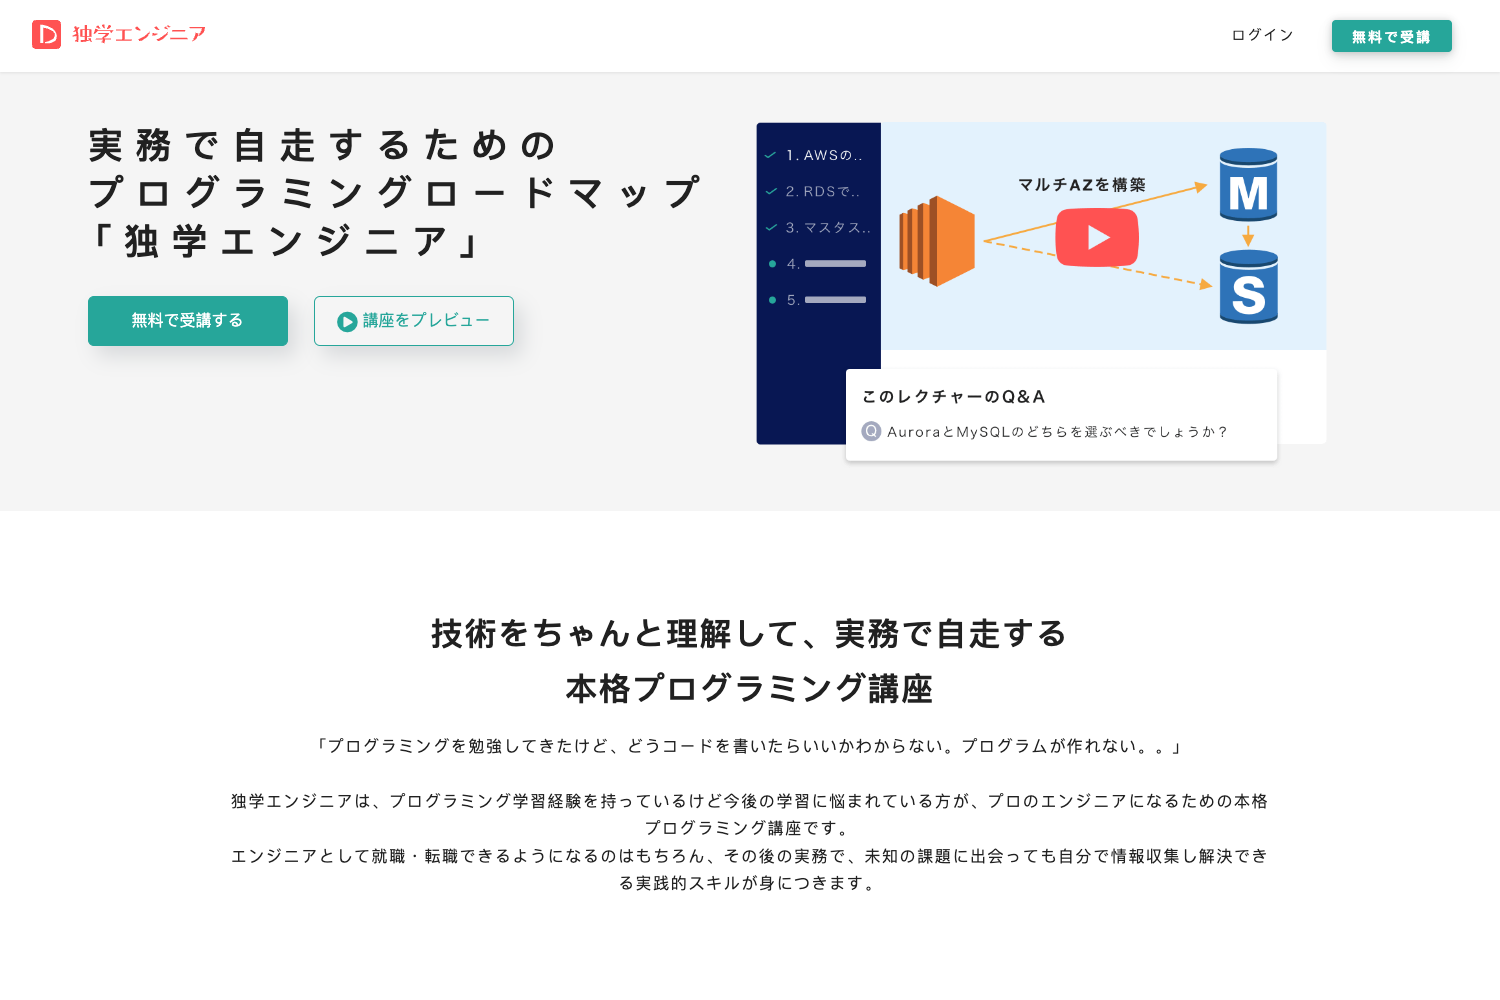 独学エンジニア
ログイン
無料で受講
実務で自走するための
プログラミングロードマップ
「独学エンジニア」
無料で受講する
講座をプレビュー
1. AWSの..
2. RDSで..
3. マスタス..
4.
5.
マルチAZを構築
M
S
このレクチャーのQ&A
Q AuroraとMySQLのどちらを選ぶべきでしょうか？
技術をちゃんと理解して、実務で自走する
本格プログラミング講座
「プログラミングを勉強してきたけど、どうコードを書いたらいいかわからない。プログラムが作れない。。」
独学エンジニアは、プログラミング学習経験を持っているけど今後の学習に悩まれている方が、プロのエンジニアになるための本格
プログラミング講座です。
エンジニアとして就職・転職できるようになるのはもちろん、その後の実務で、未知の課題に出会っても自分で情報収集し解決でき
る実践的スキルが身につきます。